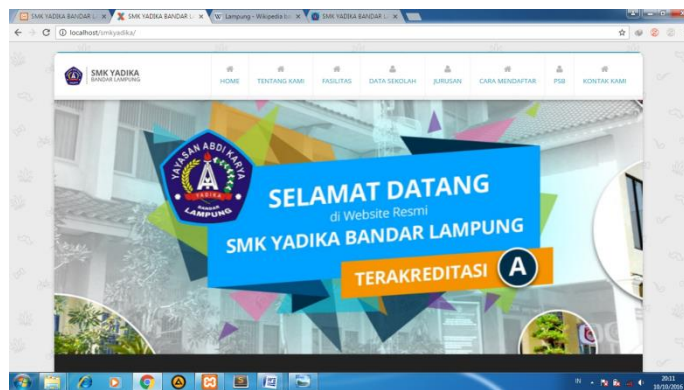 SMK YADIKA BANDAR L
SMK YADIKA BANDAR L
Lampung - Wikipedia b
SMK YADIKA BANDAR L
localhost/smkyadika/
SMK YADIKA
BANDAR LAMPUNG
HOME
TENTANG KAMI
FASILITAS
DATA SEKOLAH
JURUSAN
CARA MENDAFTAR
PSB
KONTAK KAMI
YAYASAN ABDI KARYA
YADIKA
BANDAR
LAMPUNG
SELAMAT DATANG
di Website Resmi
SMK YADIKA BANDAR LAMPUNG
TERAKREDITASI A
IN
20:11
10/10/2016